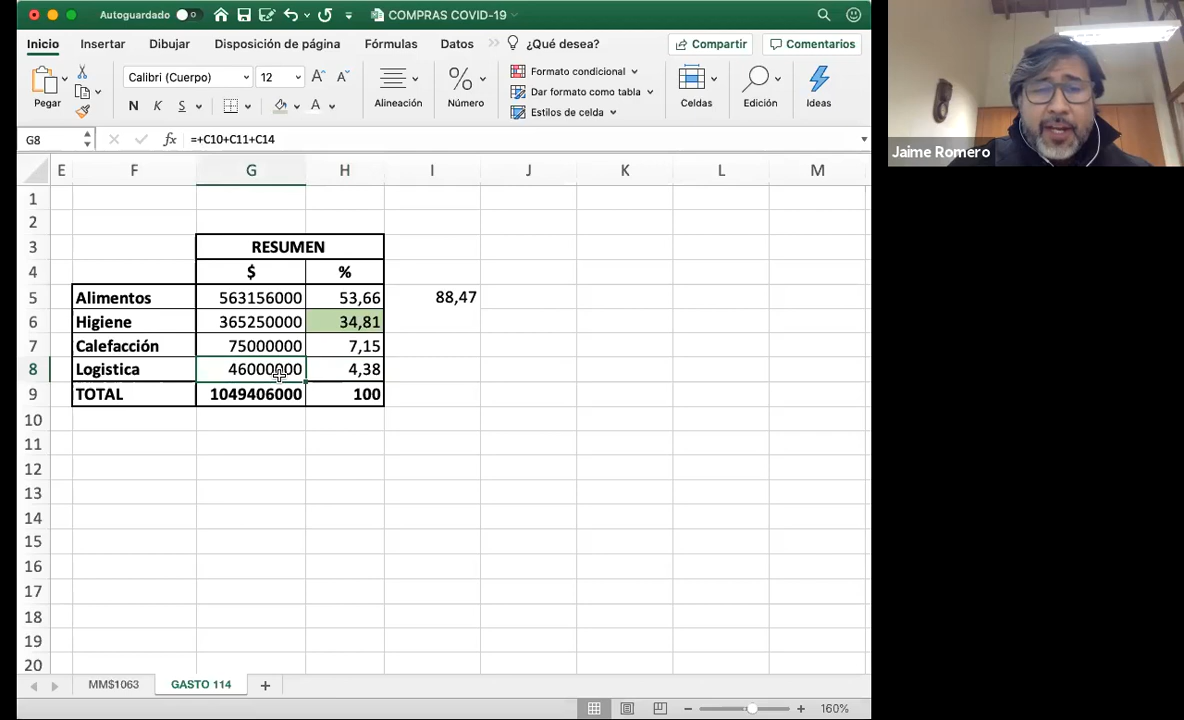 Autoguardado
COMPRAS COVID-19
Inicio Insertar Dibujar Disposición de página Fórmulas Datos ¿Qué desea? Compartir Comentarios
Pegar
Calibri (Cuerpo) 12
N K S
Alineación
Número
Formato condicional
Dar formato como tabla
Estilos de celda
Celdas
Edición
Ideas
G8 fx =+C10+C11+C14
E F G H I J K L M
1
2
3 RESUMEN
4 $ %
5 Alimentos 563156000 53,66 88,47
6 Higiene 365250000 34,81
7 Calefacción 75000000 7,15
8 Logistica 46000000 4,38
9 TOTAL 1049406000 100
10
11
12
13
14
15
16
17
18
19
20
MM$1063 GASTO 114 +
160%
Jaime Romero